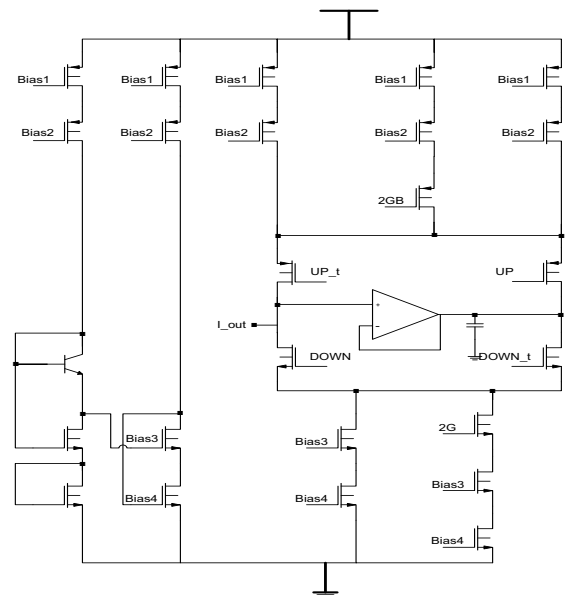 Bias1 Bias1 Bias1 Bias1 Bias1
Bias2 Bias2 Bias2 Bias2 Bias2
2GB
UP_t UP
+
I_out
-
DOWN DOWN_t
2G
Bias3 Bias3
Bias3
Bias4 Bias4
Bias4